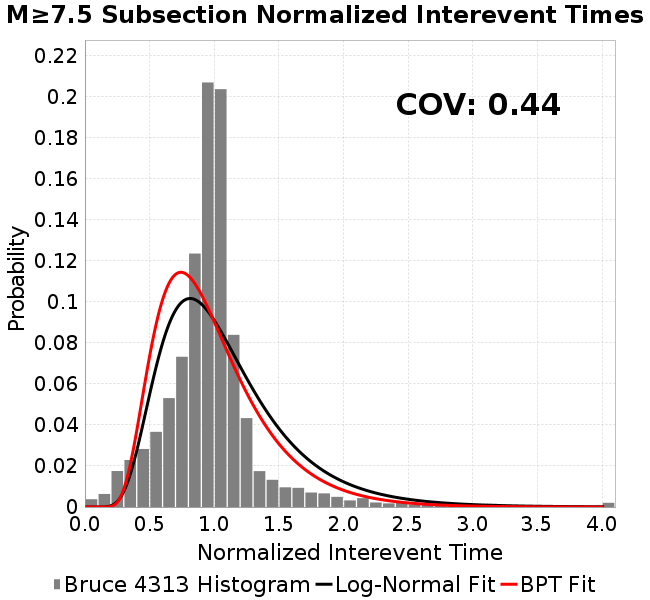 M≥7.5 Subsection Normalized Interevent Times
COV: 0.44
Probability
0.22
0.2
0.18
0.16
0.14
0.12
0.1
0.08
0.06
0.04
0.02
0
0.0 0.5 1.0 1.5 2.0 2.5 3.0 3.5 4.0
Normalized Interevent Time
Bruce 4313 Histogram Log-Normal Fit BPT Fit